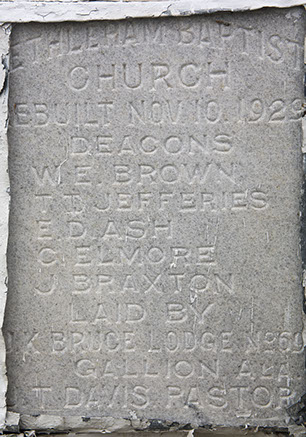 ETHLEHAM BAPTIST
CHURCH
EBUILT NOV. 10. 1929
DEACONS
W. E. BROWN
T. T. JEFFERIES
E. D. ASH
C. ELMORE
J. BRAXTON
LAID BY
K BRUCE LODGE NO. 60
GALLION ALA
T. DAVIS PASTOR